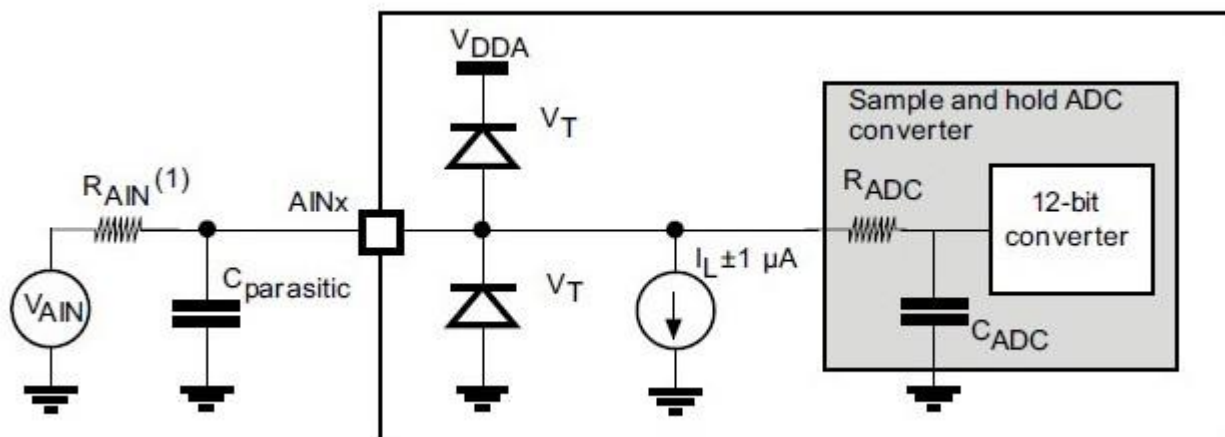 VDDA
Sample and hold ADC
converter
VT
RAIN(1)
AINx
RADC
12-bit
converter
Cparasitic
VT
IL±1 µA
VAIN
CADC